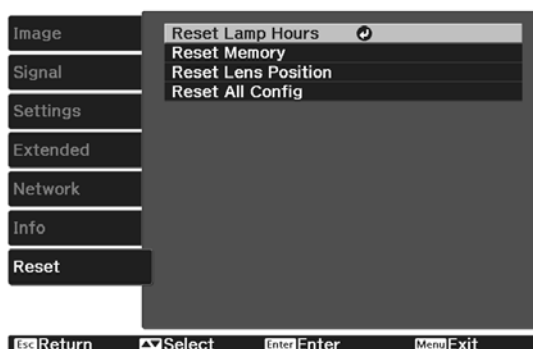 Image
Signal
Settings
Extended
Network
Info
Reset
Reset Lamp Hours
Reset Memory
Reset Lens Position
Reset All Config
Esc Return Select Enter Enter Menu Exit